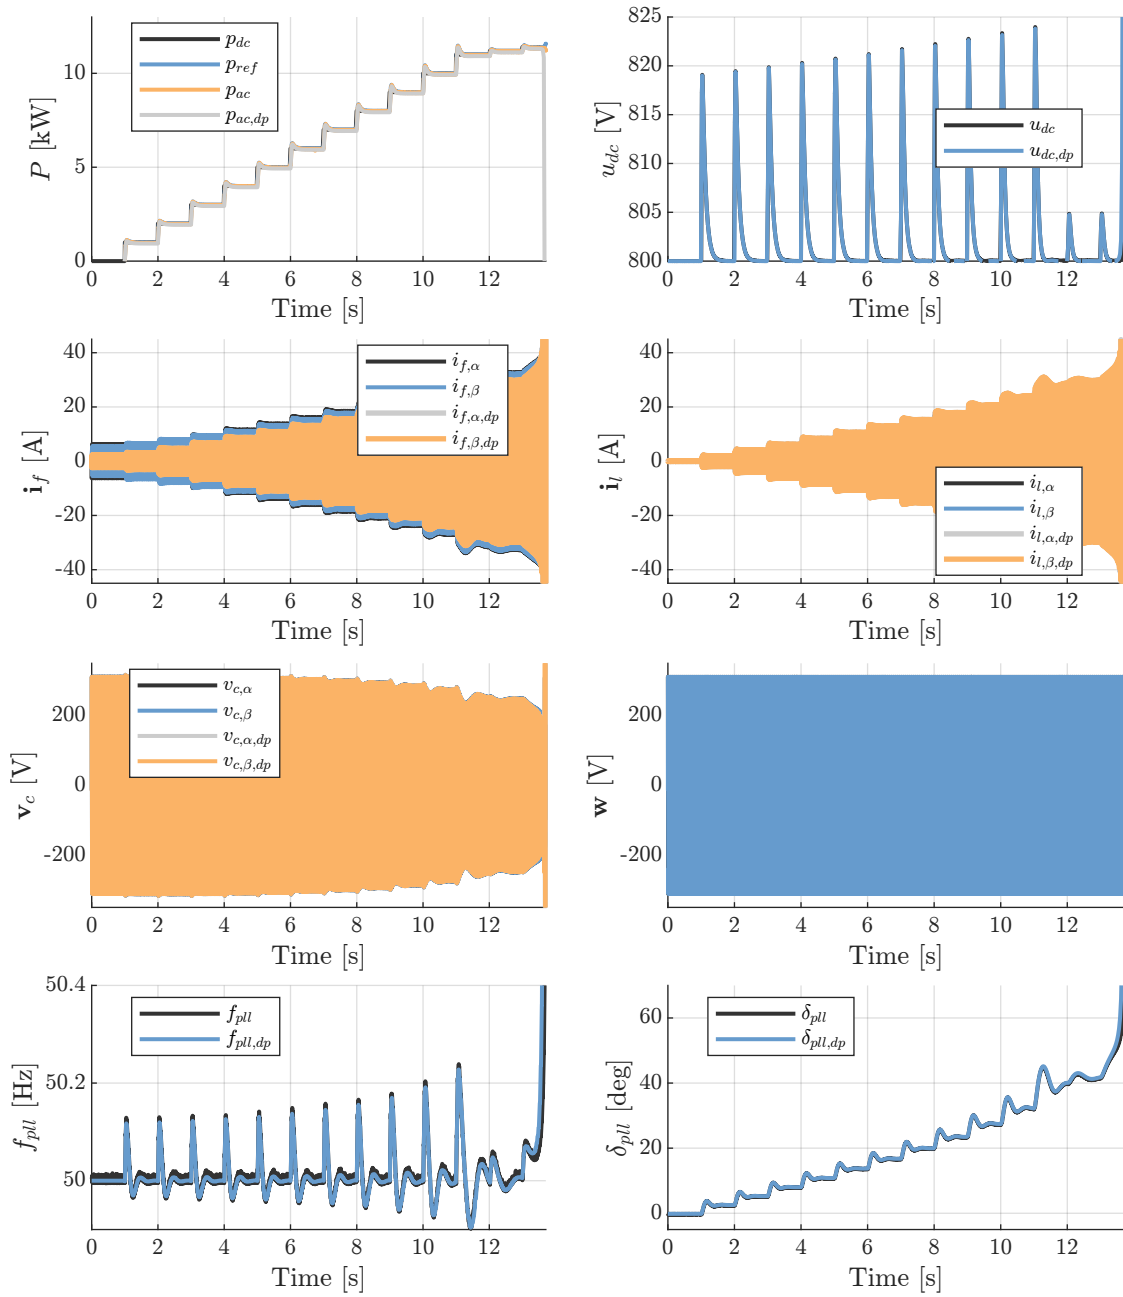 P [kW]
10
5
0
p_dc
p_ref
p_ac
p_ac,dp
0 2 4 6 8 10 12
Time [s]
u_dc [V]
825
820
815
810
805
800
u_dc
u_dc,dp
0 2 4 6 8 10 12
Time [s]
i_f [A]
40
20
0
-20
-40
i_f,α
i_f,β
i_f,α,dp
i_f,β,dp
0 2 4 6 8 10 12
Time [s]
i_l [A]
40
20
0
-20
-40
i_l,α
i_l,β
i_l,α,dp
i_l,β,dp
0 2 4 6 8 10 12
Time [s]
v_c [V]
200
0
-200
v_c,α
v_c,β
v_c,α,dp
v_c,β,dp
0 2 4 6 8 10 12
Time [s]
w [V]
200
0
-200
0 2 4 6 8 10 12
Time [s]
f_pll [Hz]
50.4
50.2
50
f_pll
f_pll,dp
0 2 4 6 8 10 12
Time [s]
δ_pll [deg]
60
40
20
0
δ_pll
δ_pll,dp
0 2 4 6 8 10 12
Time [s]